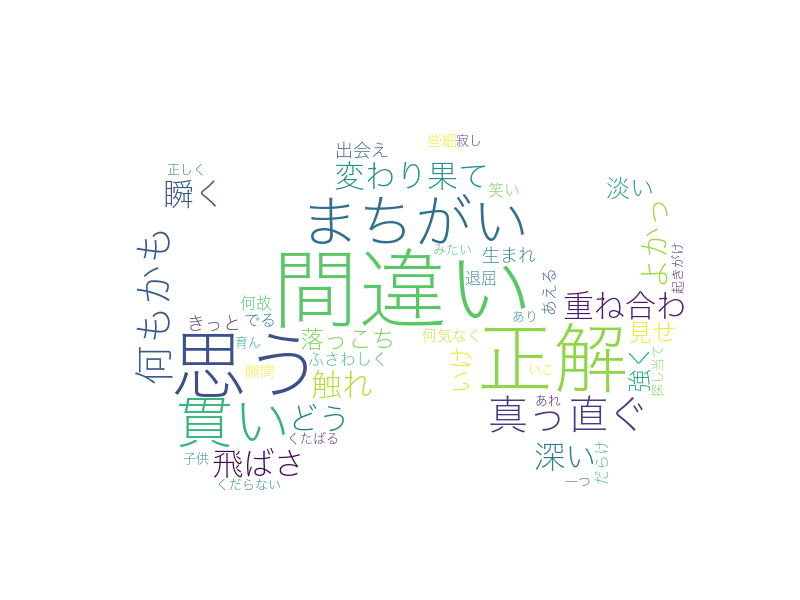 些細
寂し
出会え
変わり果て
正しく
瞬く
笑い
淡い
まちがい
よかっ
何もかも
みたい
生まれ
起きがけ
間違い
退屈
あえる
何故
重ね合わ
きっと
でる
あり
思う
落っこち
何気なく
正解
見せ
育ん
ふさわしく
隙間
触れ
いけ
いこ
強く
探し当て
貫い
どう
あれ
真っ直ぐ
くたばる
子供
飛ばさ
深い
だらけ
くだらない
一つ